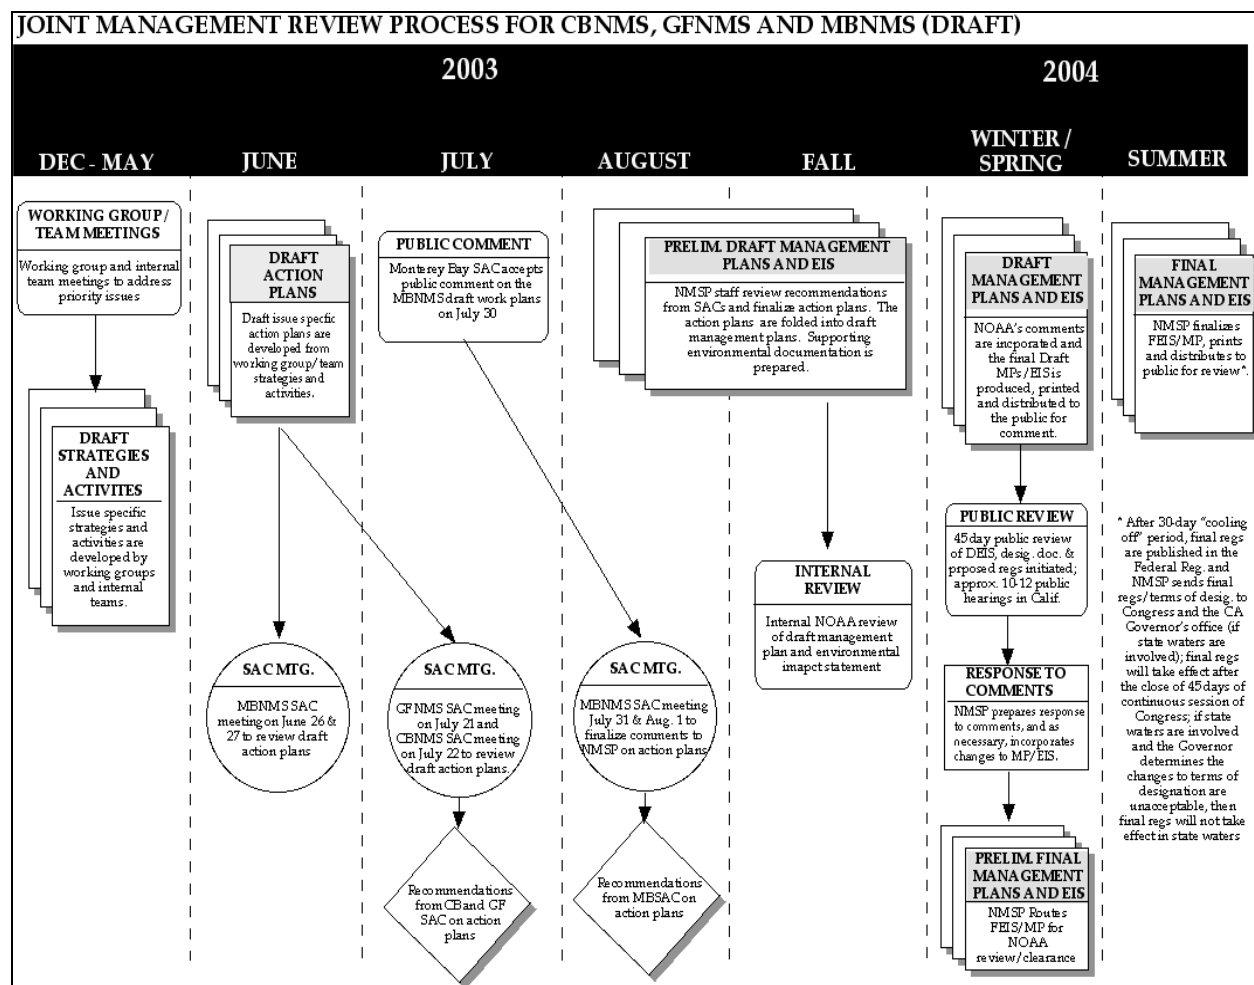 JOINT MANAGEMENT REVIEW PROCESS FOR CBNMS, GFNMS AND MBNMS (DRAFT)
2003
2004
DEC - MAY
JUNE
JULY
AUGUST
FALL
WINTER /
SPRING
SUMMER
WORKING GROUP/
TEAM MEETINGS
Working group and internal
team meetings to address
priority issues
DRAFT
STRATEGIES
AND
ACTIVITES
Issue specific
strategies and
activities are
developed by
working groups
and internal
teams.
DRAFT
ACTION
PLANS
Draft issue specfic
action plans are
developed from
working group/team
strategies and
activities.
SAC MTG.
MBNMS SAC
meeting on June 26 &
27 to review draft
action plans
PUBLIC COMMENT
Monterey Bay SAC accepts
public comment on the
MBNMS draft work plans
on July 30
SAC MTG.
GFNMS SAC meeting
on July 21 and
CBNMS SAC meeting
on July 22 to review
draft action plans.
Recommendations
from CB and GF
SAC on action
plans
SAC MTG.
MBNMS SAC meeting
July 31 & Aug. 1 to
finalize comments to
NMSP on action plans
Recommendations
from MBSAC on
action plans
PRELIM. DRAFT MANAGEMENT
PLANS AND EIS
NMSP staff review recommendations
from SACs and finalize action plans. The
action plans are folded into draft
management plans. Supporting
environmental documentation is
prepared.
INTERNAL
REVIEW
Internal NOAA review
of draft management
plan and environmental
imapct statement
DRAFT
MANAGEMENT
PLANS AND EIS
NOAA's comments
are incporated and
the final Draft
MPs/EIS is
produced, printed
and distributed to
the public for
comment.
PUBLIC REVIEW
45 day public review
of DEIS, desig. doc. &
prposed regs initiated;
approx. 10-12 public
hearings in Calif.
RESPONSE TO
COMMENTS
NMSP prepares response
to comments, and as
necessary, incorporates
changes to MP/EIS.
PRELIM. FINAL
MANAGEMENT
PLANS AND EIS
NMSP Routes
FEIS/MP for
NOAA
review/clearance
FINAL
MANAGEMENT
PLANS AND EIS
NMSP finalizes
FEIS/MP, prints
and distributes to
public for review*.
* After 30-day "cooling
off" period, final regs
are published in the
Federal Reg. and
NMSP sends final
regs/terms of desig. to
Congress and the CA
Governor's office (if
state waters are
involved); final regs
will take effect after
the close of 45 days of
continuous session of
Congress; if state
waters are involved
and the Governor
determines the
changes to terms of
designation are
unacceptable, then
final regs will not take
effect in state waters